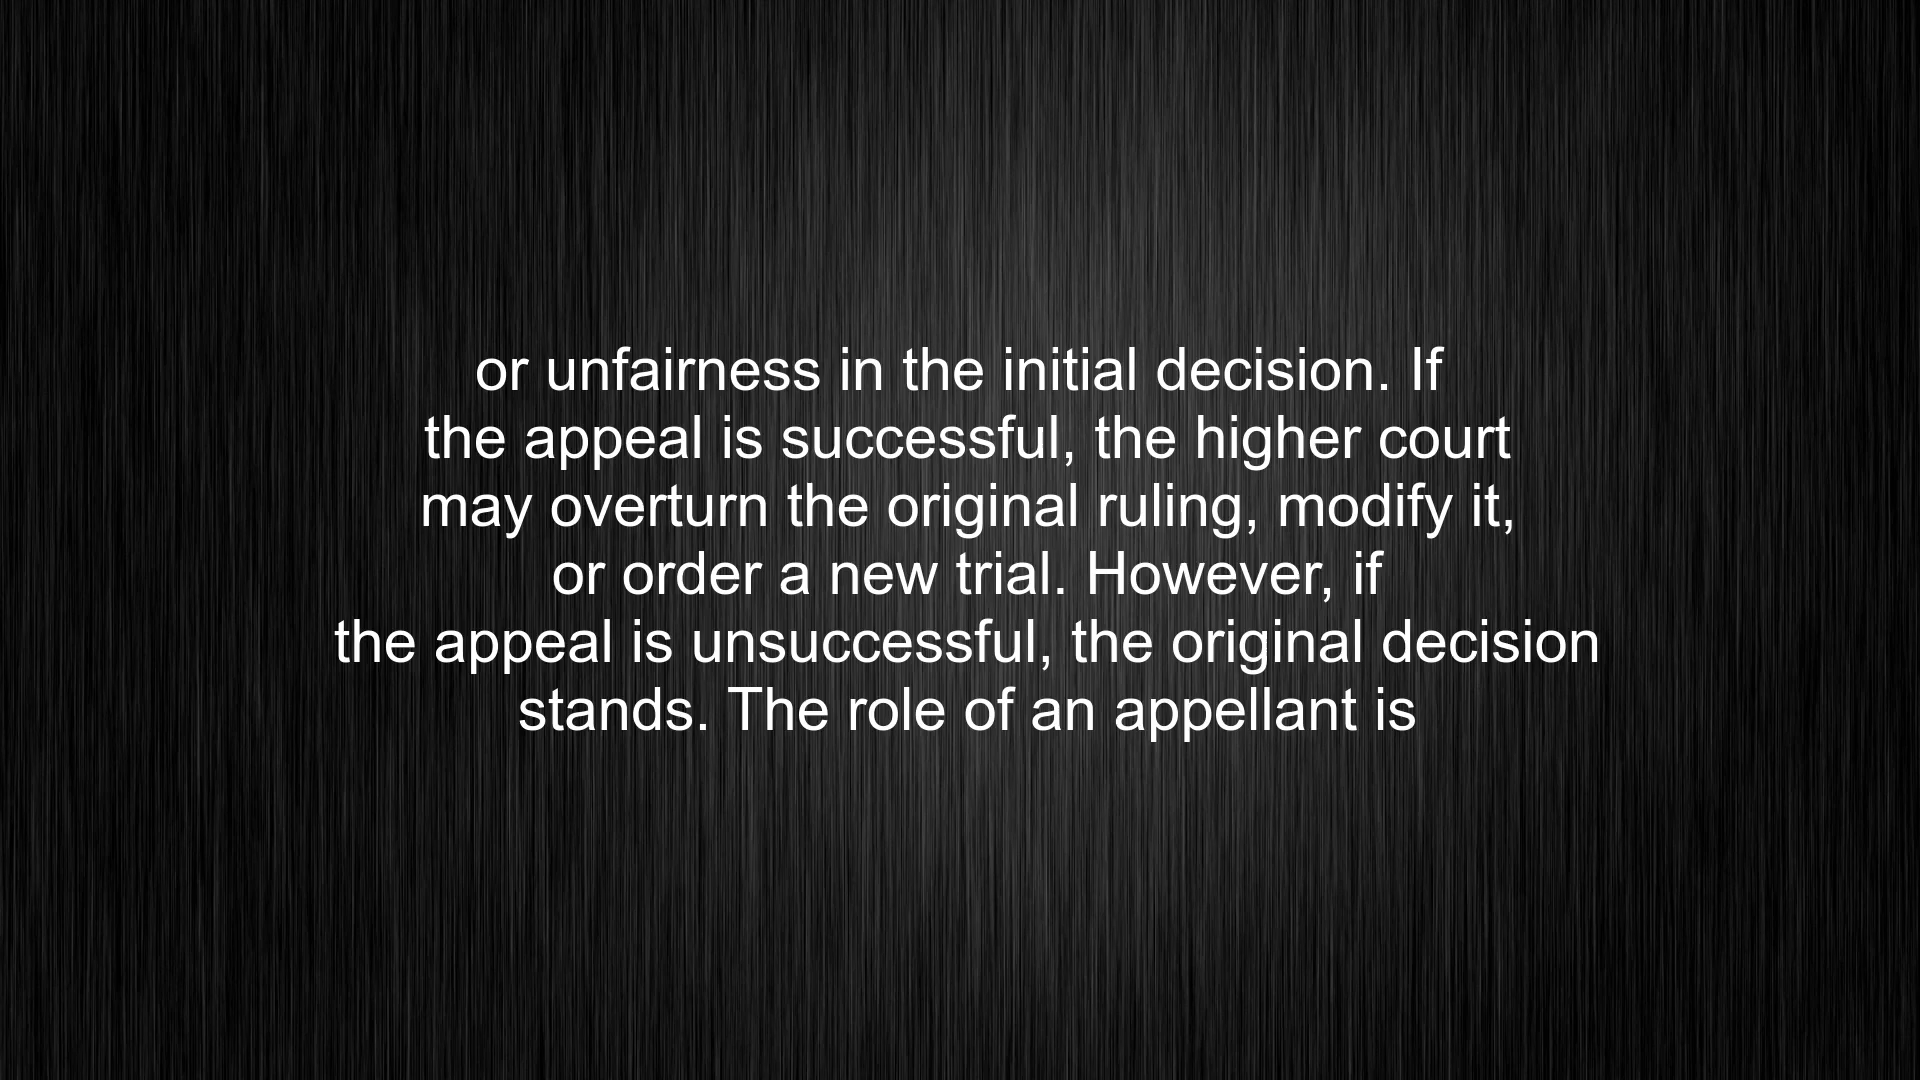 or unfairness in the initial decision. If
the appeal is successful, the higher court
may overturn the original ruling, modify it,
or order a new trial. However, if
the appeal is unsuccessful, the original decision
stands. The role of an appellant is